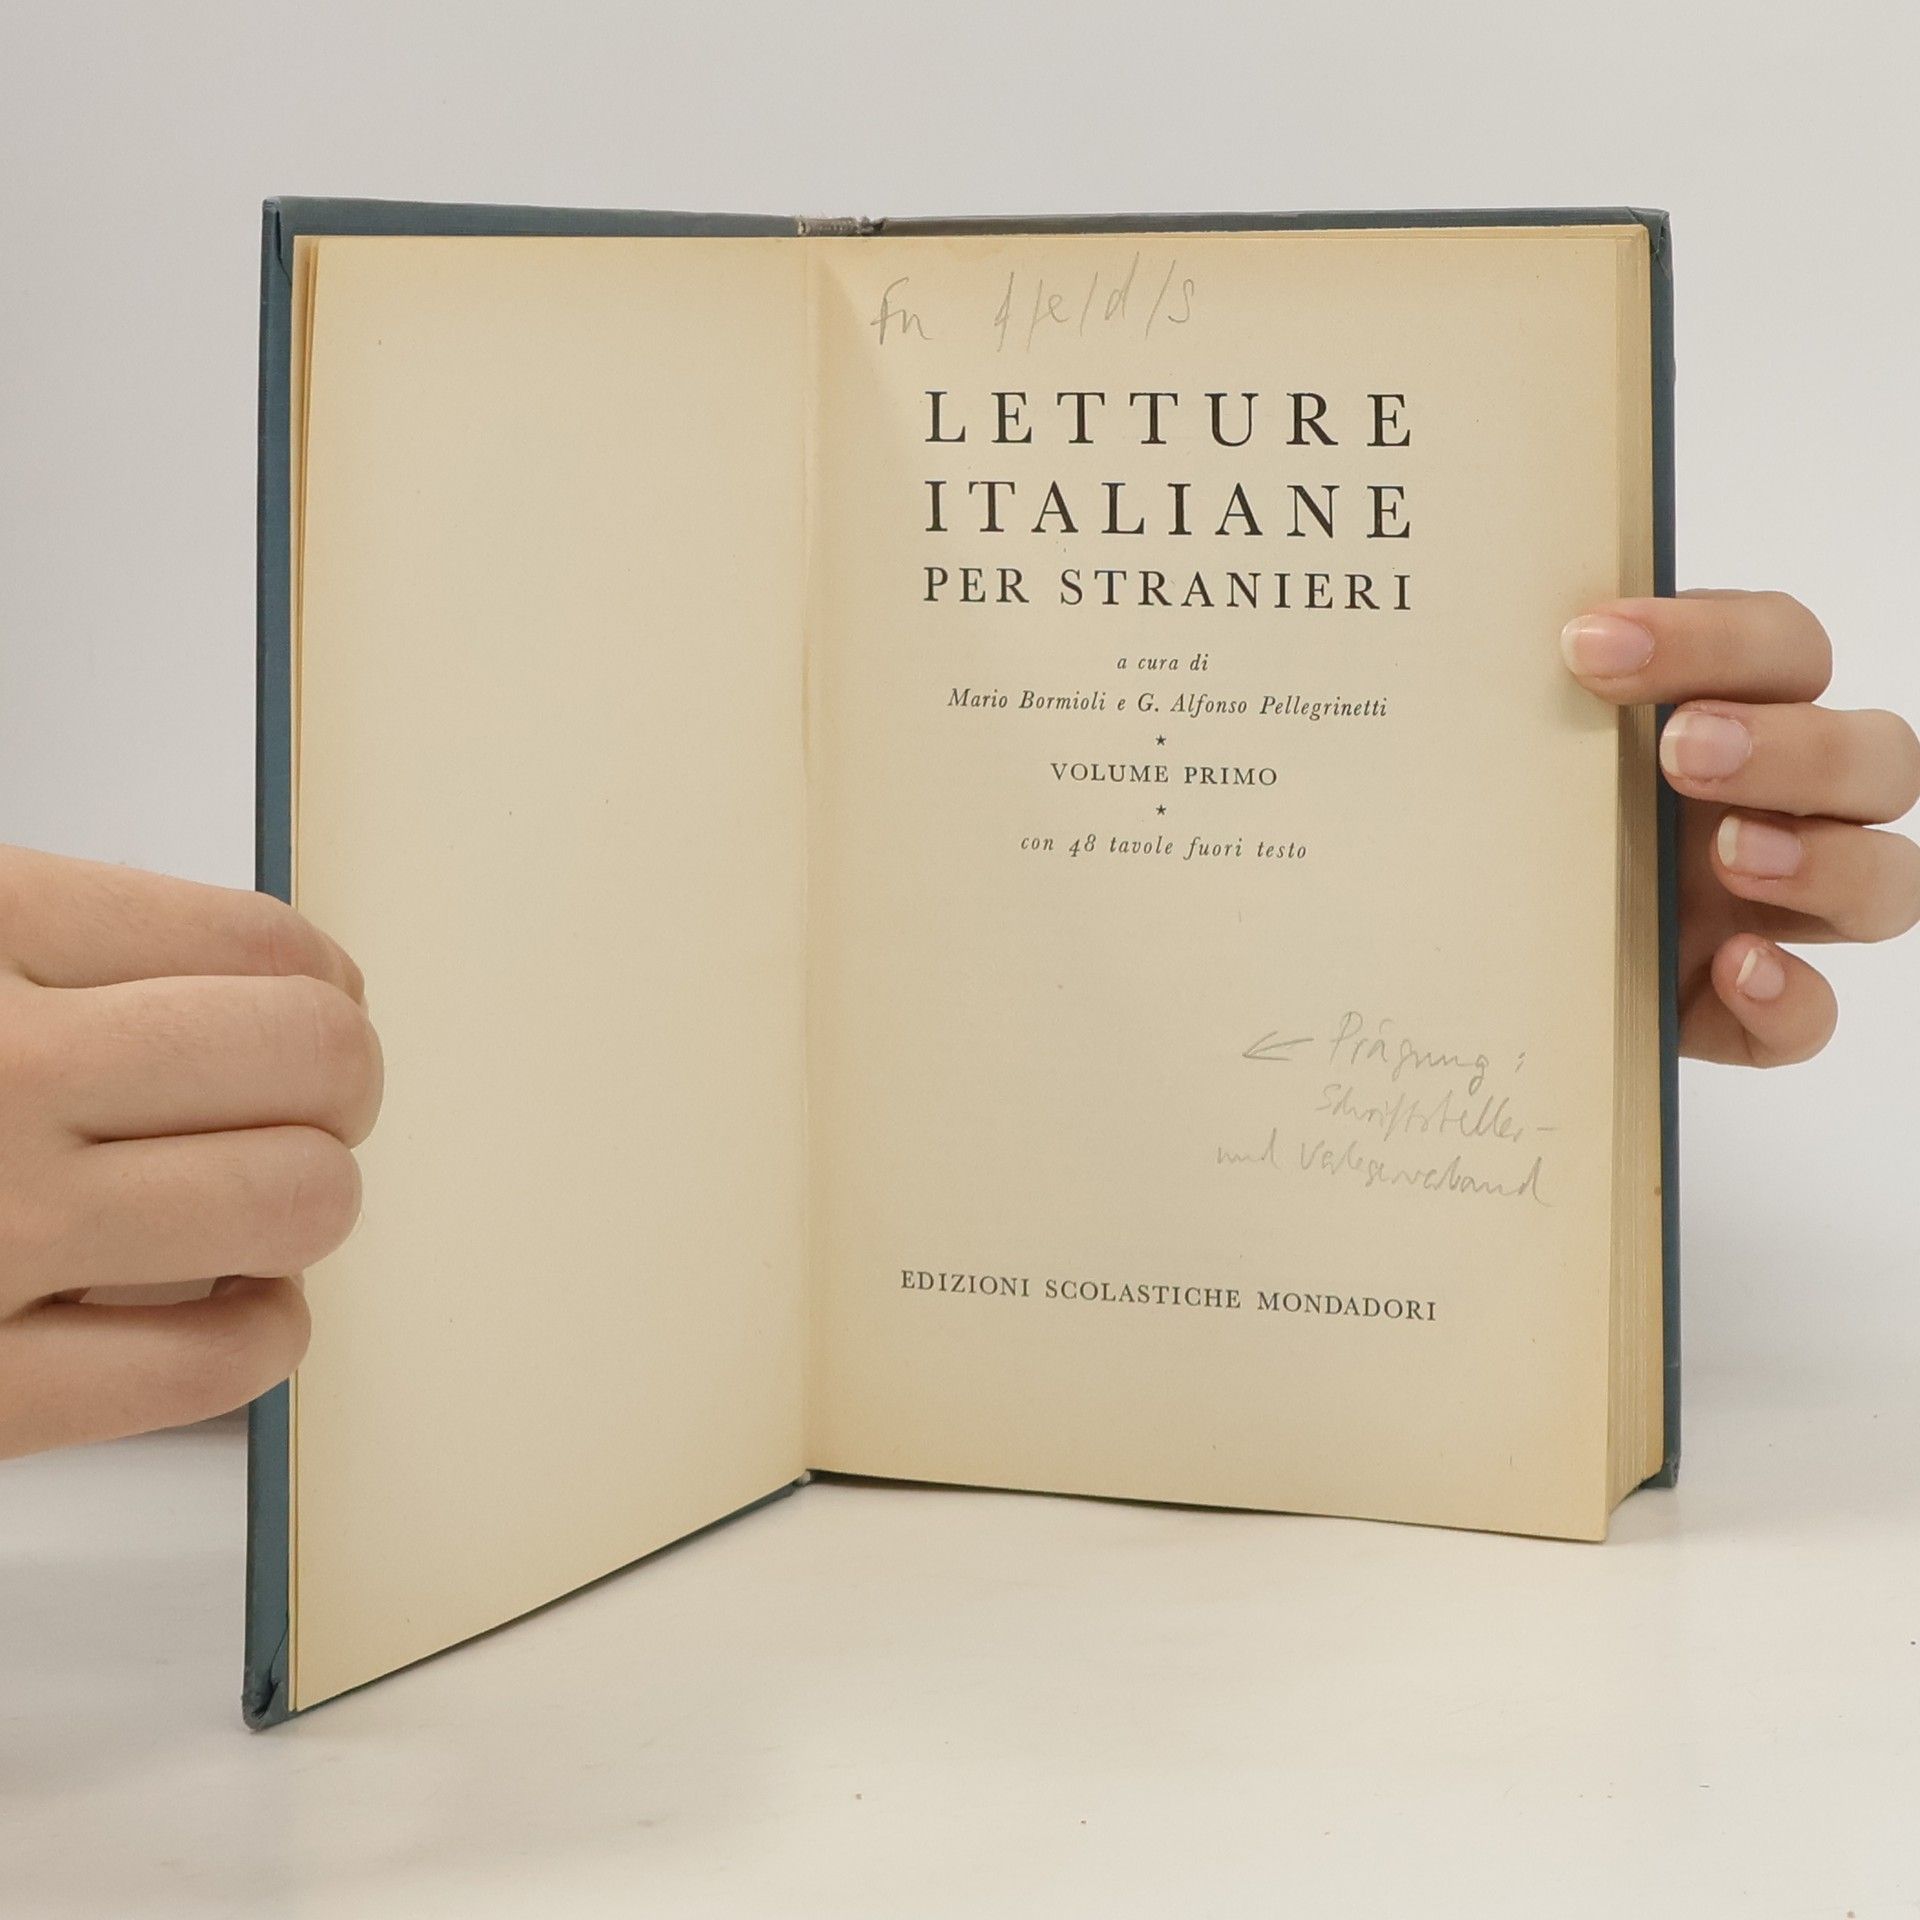 Fn f/e/d/s
LETTURE
ITALIANE
PER STRANIERI
a cura di
Mario Bormioli e G. Alfonso Pellegrinetti
★
VOLUME PRIMO
★
con 48 tavole fuori testo
← Prägung:
Schriftsteller-
und Verlegerverband
EDIZIONI SCOLASTICHE MONDADORI